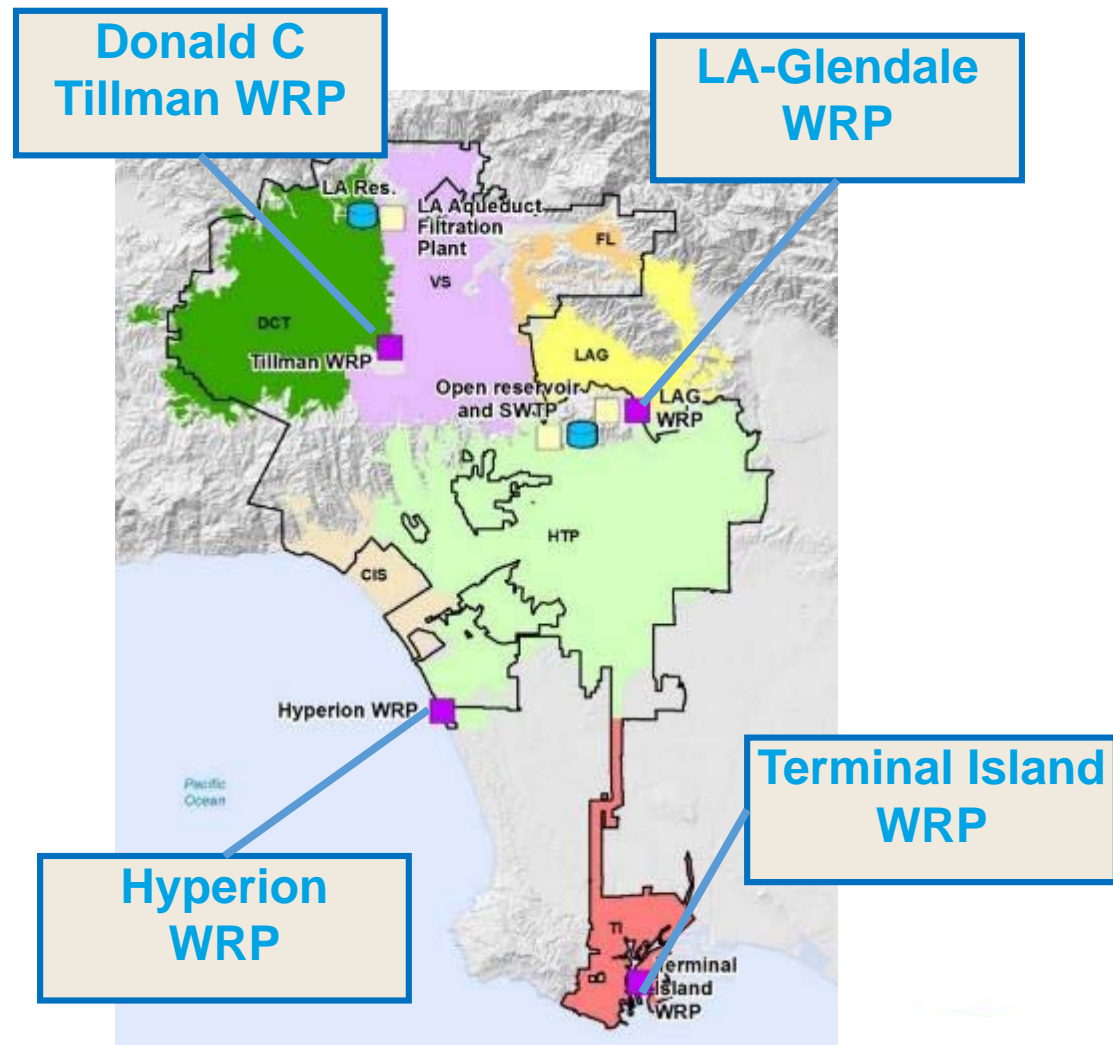 Donald C
Tillman WRP
LA-Glendale
WRP
LA Res.
LA Aqueduct
Filtration
Plant
FL
VS
DCT
Tillman WRP
LAG
Open reservoir
and SWTP
LAG
WRP
HTP
CIS
Hyperion WRP
Pacific
Ocean
Terminal Island
WRP
Hyperion
WRP
TI
Terminal
Island
WRP